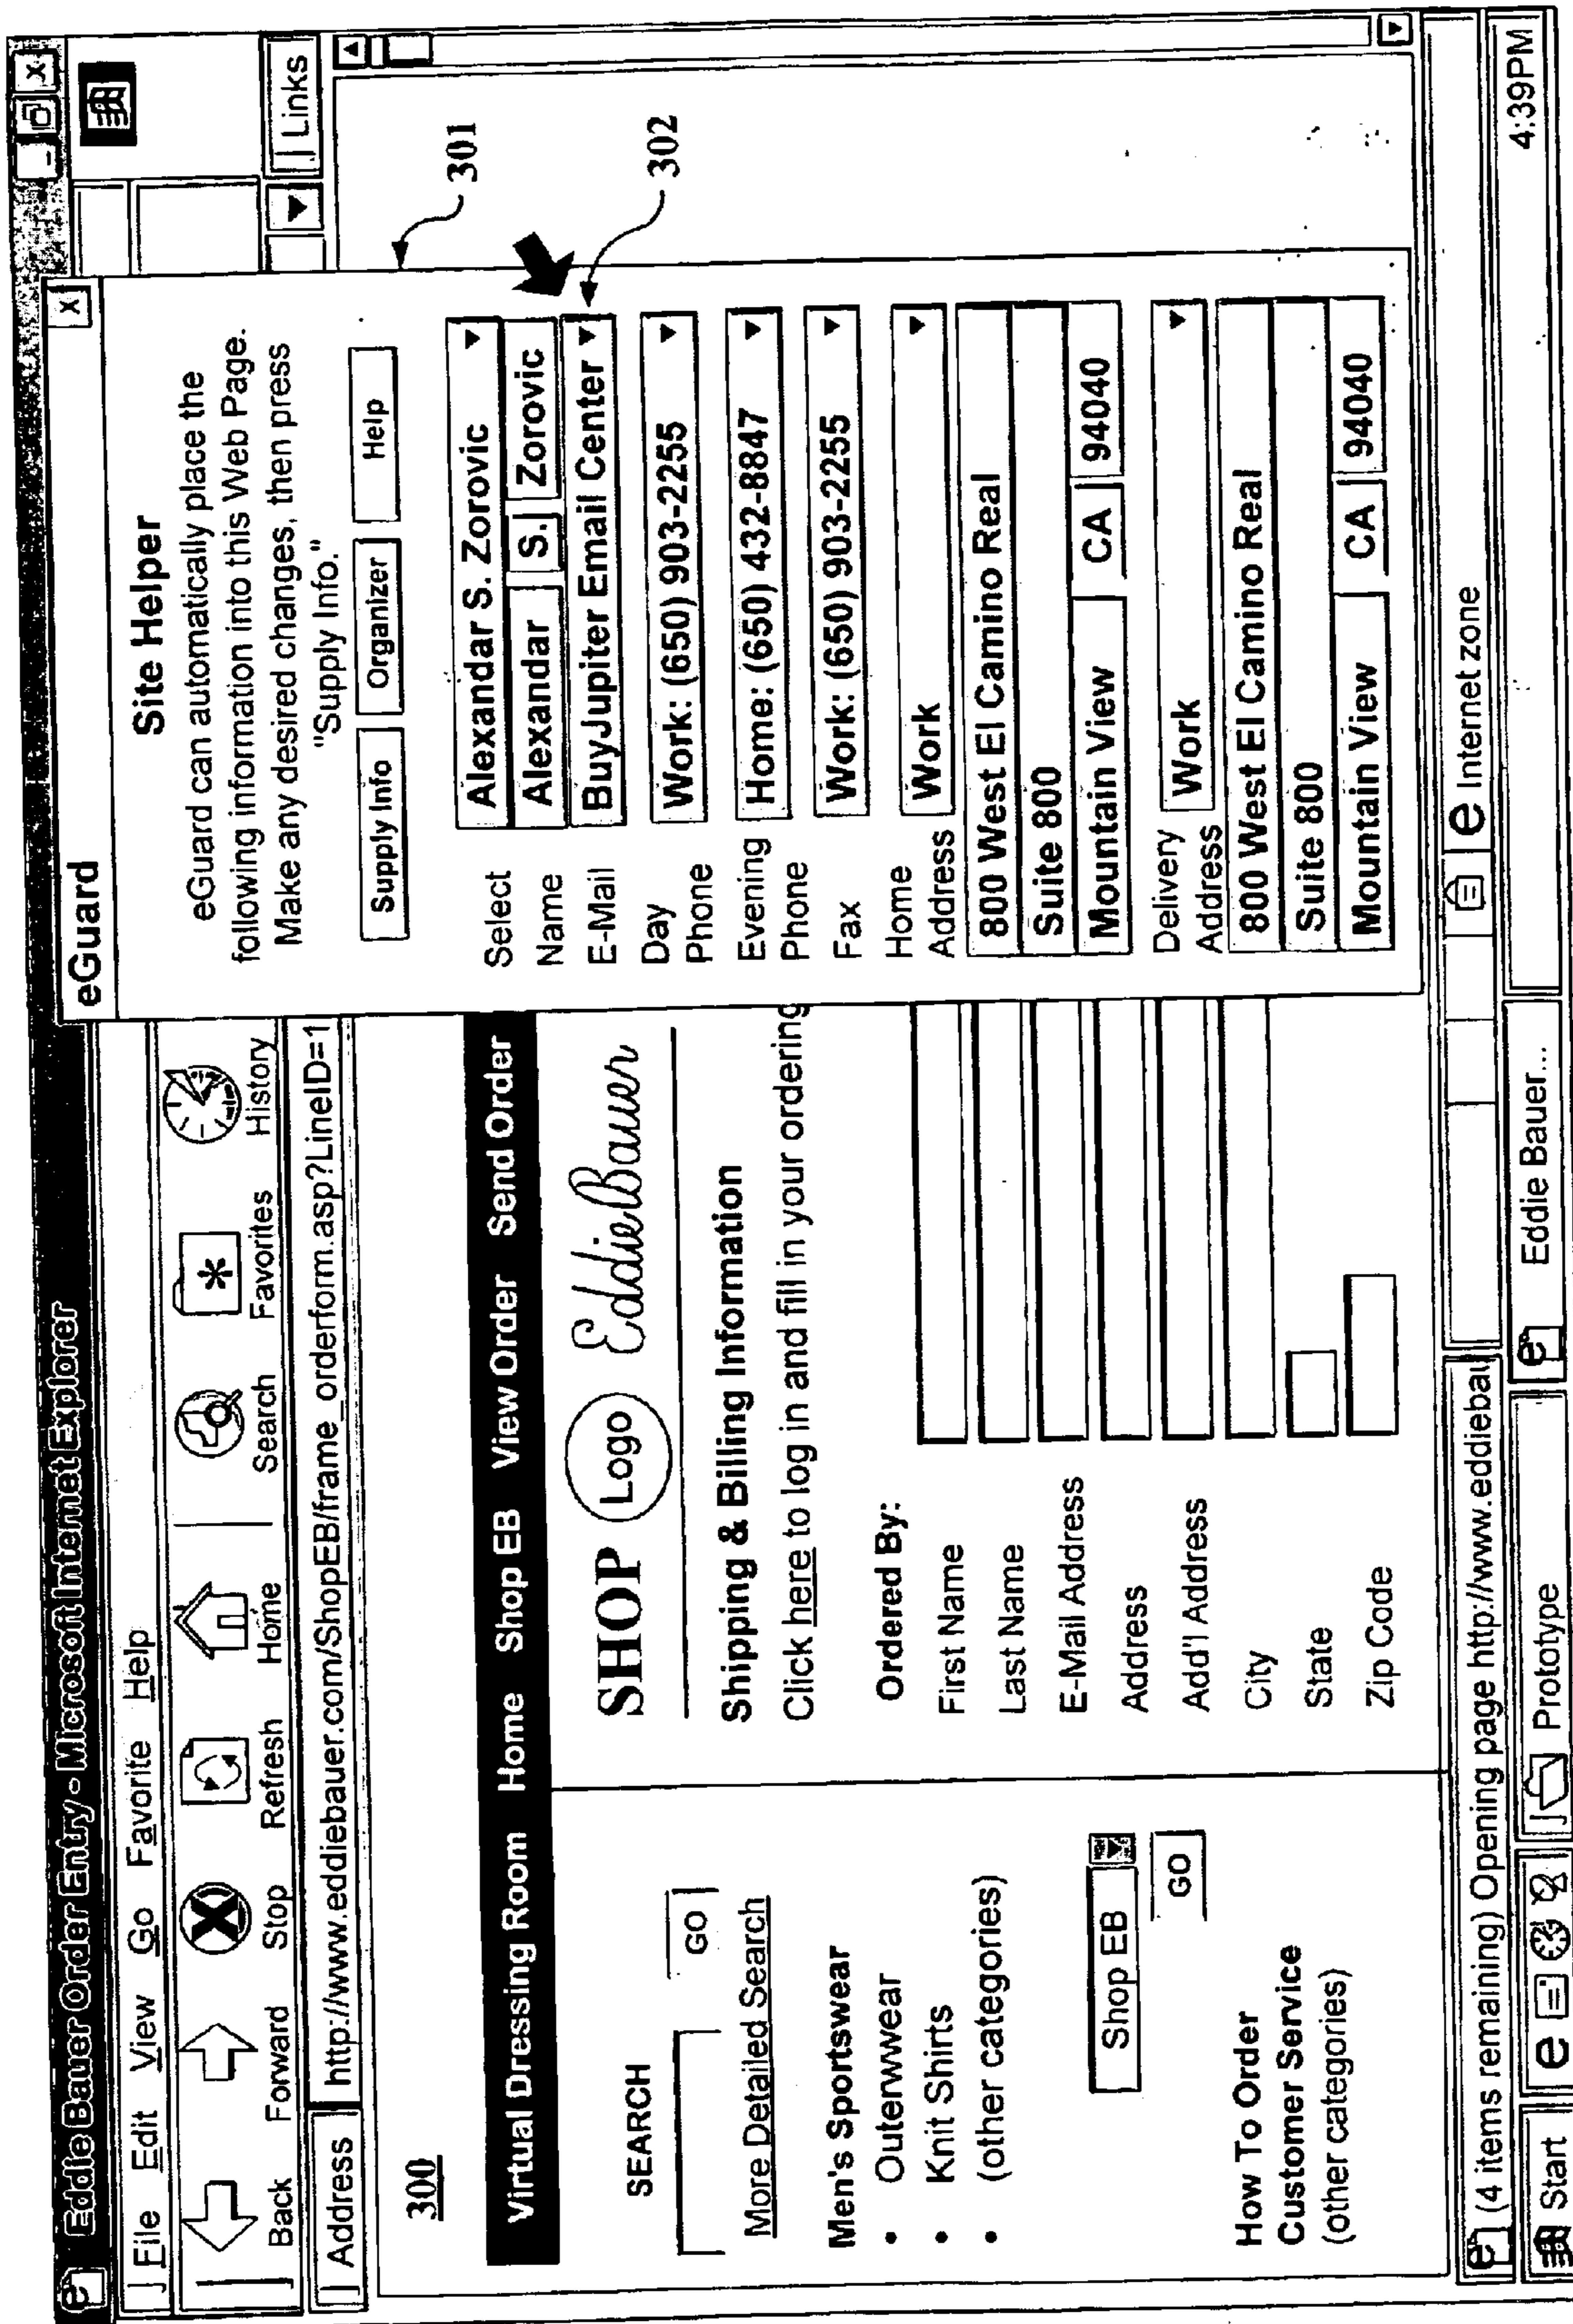 Eddie Bauer Order Entry - Microsoft Internet Explorer
File Edit View Go Favorite Help
Back Forward Stop Refresh Home Search Favorites History
Address http://www.eddiebauer.com/ShopEB/frame_orderform.asp?LineID=1
Links
300
Virtual Dressing Room Home Shop EB View Order Send Order
SEARCH
GO
More Detailed Search
Men's Sportswear
• Outerwwear
• Knit Shirts
• (other categories)
Shop EB
GO
How To Order
Customer Service
(other categories)
SHOP Logo Eddie Bauer
Shipping & Billing Information
Click here to log in and fill in your ordering
Ordered By:
First Name
Last Name
E-Mail Address
Address
Add'l Address
City
State
Zip Code
eGuard x
Site Helper
eGuard can automatically place the
following information into this Web Page.
Make any desired changes, then press
"Supply Info."
Supply Info Organizer Help
Select Alexandar S. Zorovic
Name Alexandar S. Zorovic
E-Mail BuyJupiter Email Center
Day
Phone Work: (650) 903-2255
Evening
Phone Home: (650) 432-8847
Fax Work: (650) 903-2255
Home
Address Work
800 West El Camino Real
Suite 800
Mountain View CA 94040
Delivery
Address Work
800 West El Camino Real
Suite 800
Mountain View CA 94040
301
302
(4 items remaining) Opening page http://www.eddiebau
Internet zone
Start Prototype Eddie Bauer... 4:39PM